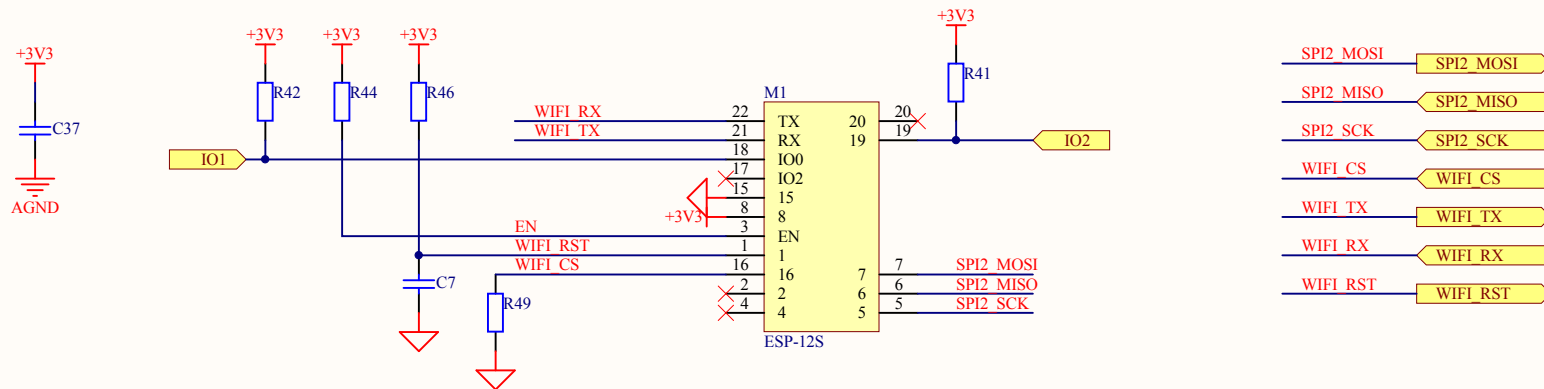 +3V3
C37
AGND
+3V3
R42
IO1
+3V3
R44
+3V3
R46
WIFI_RX
WIFI_TX
EN
WIFI_RST
WIFI_CS
C7
R49
+3V3
M1
22 TX
21 RX
18 IO0
17 IO2
15 15
8 8
3 EN
1 1
16 16
2 2
4 4
20 20
19 19
7 7
6 6
5 5
ESP-12S
+3V3
R41
IO2
SPI2_MOSI
SPI2_MISO
SPI2_SCK
SPI2_MOSI SPI2_MOSI
SPI2_MISO SPI2_MISO
SPI2_SCK SPI2_SCK
WIFI_CS WIFI_CS
WIFI_TX WIFI_TX
WIFI_RX WIFI_RX
WIFI_RST WIFI_RST